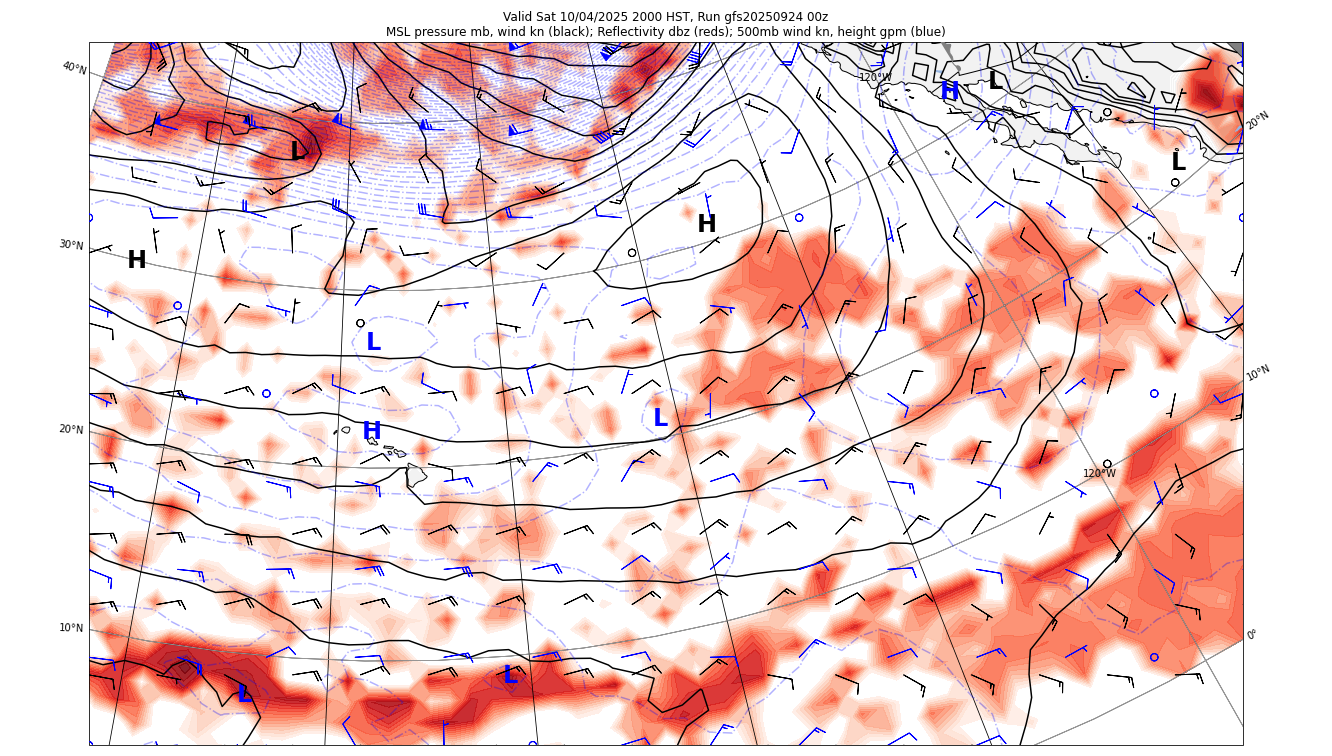 Valid Sat 10/04/2025 2000 HST, Run gfs20250924 00z
MSL pressure mb, wind kn (black); Reflectivity dbz (reds); 500mb wind kn, height gpm (blue)
40°N
120°W
H
L
20°N
L
L
H
H
30°N
L
10°N
L
H
20°N
120°W
10°N
0°
L
L